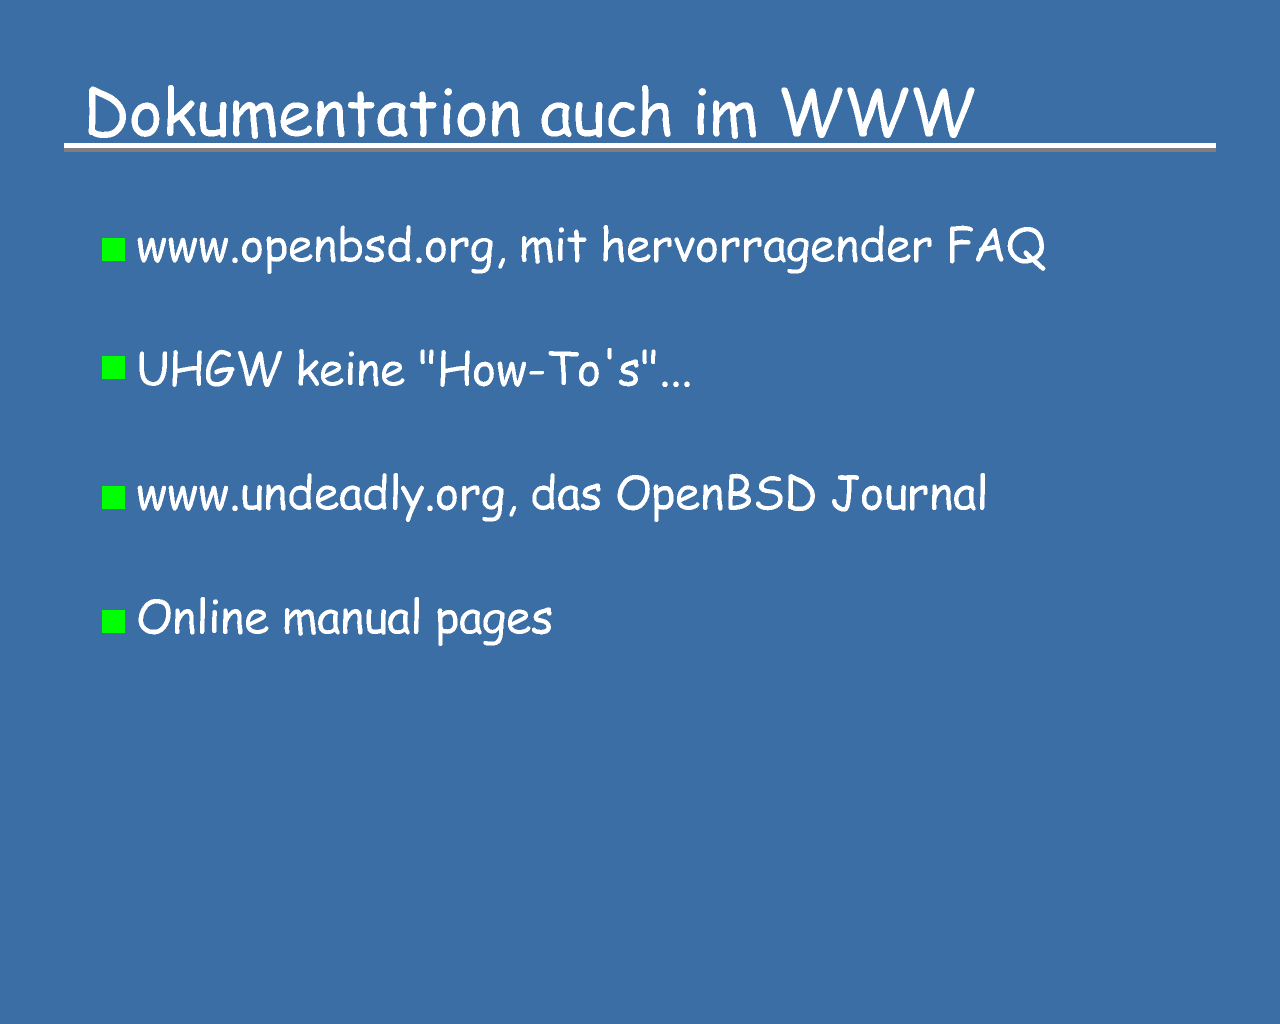 Dokumentation auch im WWW
www.openbsd.org, mit hervorragender FAQ
UHGW keine "How-To's"...
www.undeadly.org, das OpenBSD Journal
Online manual pages